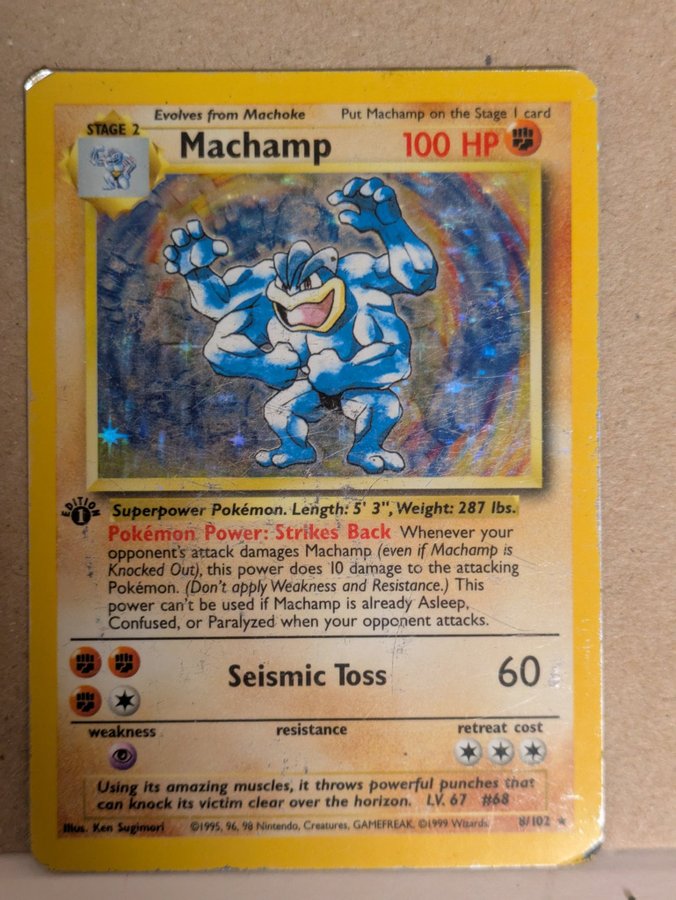 Evolves from Machoke Put Machamp on the Stage 1 card
STAGE 2
Machamp 100 HP
EDITION
1
Superpower Pokémon. Length: 5' 3", Weight: 287 lbs.
Pokémon Power: Strikes Back Whenever your
opponent's attack damages Machamp (even if Machamp is
Knocked Out), this power does 10 damage to the attacking
Pokémon. (Don't apply Weakness and Resistance.) This
power can't be used if Machamp is already Asleep,
Confused, or Paralyzed when your opponent attacks.
Seismic Toss 60
weakness resistance retreat cost
Using its amazing muscles, it throws powerful punches that
can knock its victim clear over the horizon. LV. 67 #68
Illus. Ken Sugimori ©1995, 96, 98 Nintendo, Creatures, GAMEFREAK. ©1999 Wizards. 8/102 ★